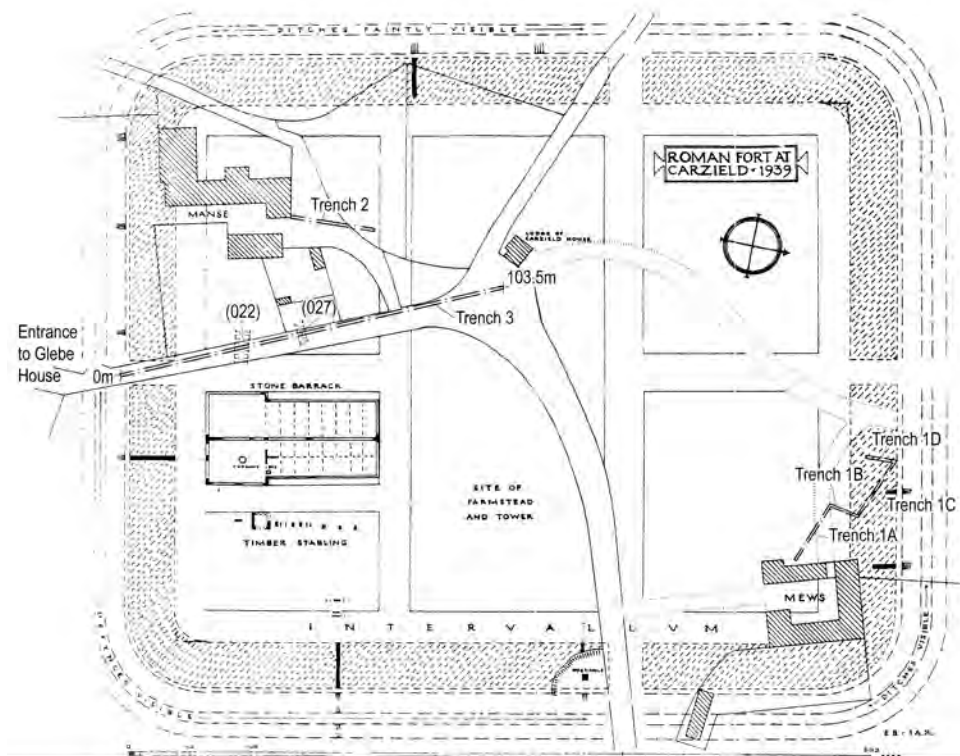 DITCHES FAINTLY VISIBLE
ROMAN FORT AT
CARZIELD · 1939
MANSE
Trench 2
LODGE OF
CARZIELD HOUSE
103.5m
(022)
(027)
Trench 3
Entrance
to Glebe
House
0m
STONE BARRACK
Trench 1D
Trench 1B
Trench 1C
Trench 1A
SITE OF
FARMSTEAD
AND TOWER
TIMBER STABLING
MEWS
INTERVALLVM
DEFENCES VISIBLE
DITCHES VISIBLE